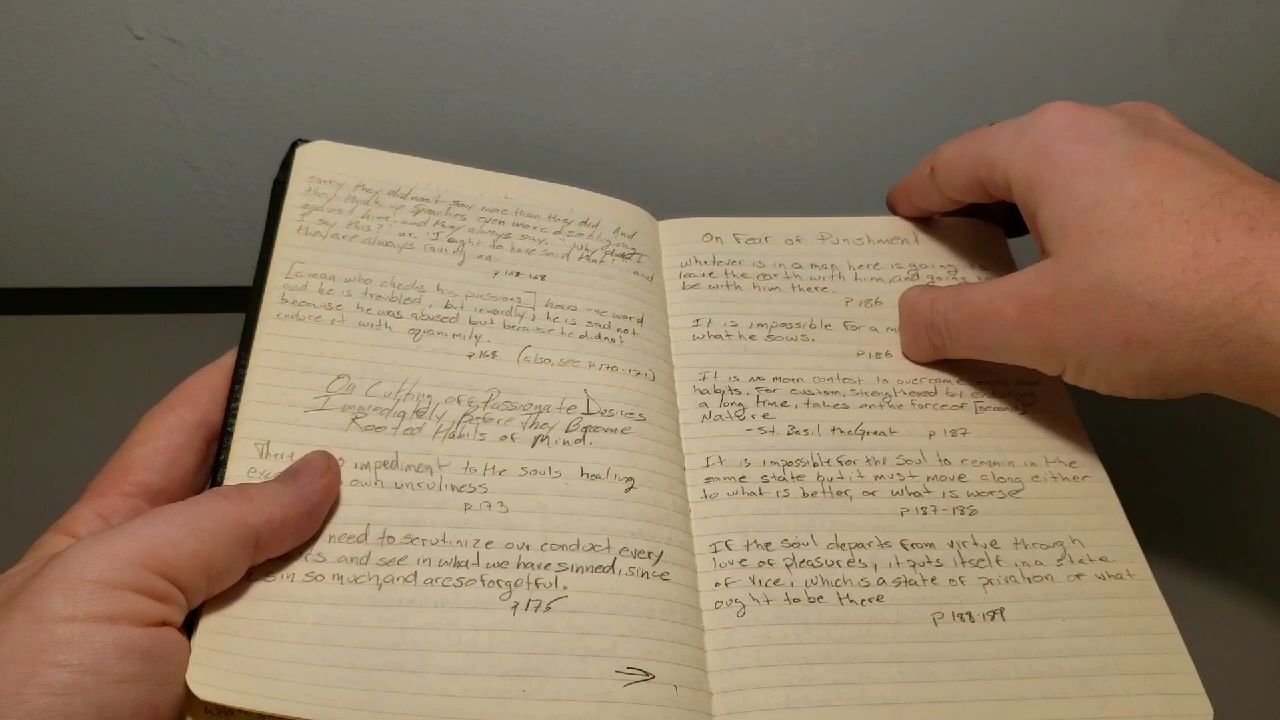 sorry they didn't say more than they did. And
they think up speeches even more disobliging
against him: and they always say, "Why didn't I
I say this?" or 'I ought to have said that!' and
they are always raving on.
p 168
[a man who checks his passions] hears one word
and he is troubled, but inwardly; he is sad not
because he was abused but because he did not
endure it with equanimity.
p 168 (also, see p 170-171)
On Cutting off Passionate Desires
Immediately Before They Become
Rooted Habits of Mind.
There impediment to the souls healing
own unruliness
p 173
need to scrutinize our conduct every
and see in what we have sinned, since
sin so much, and are so forgetful.
p 175
→
On Fear of Punishment
Whatever is in a man here is going
leave the earth with him, and going
be with him there.
p 186
It is impossible for a m
what he sows.
p 186
It is no mean contest to overcome
habits. For custom, strengthened by
a long time, takes on the force of [second]
Nature
- St. Basil the Great p 187
It is impossible for the soul to remain in the
same state but it must move along either
to what is better, or what is worse
p 187-188
If the soul departs from virtue through
love of pleasures, it puts itself in a state
of vice, which is a state of privation of what
ought to be there
p 188-189